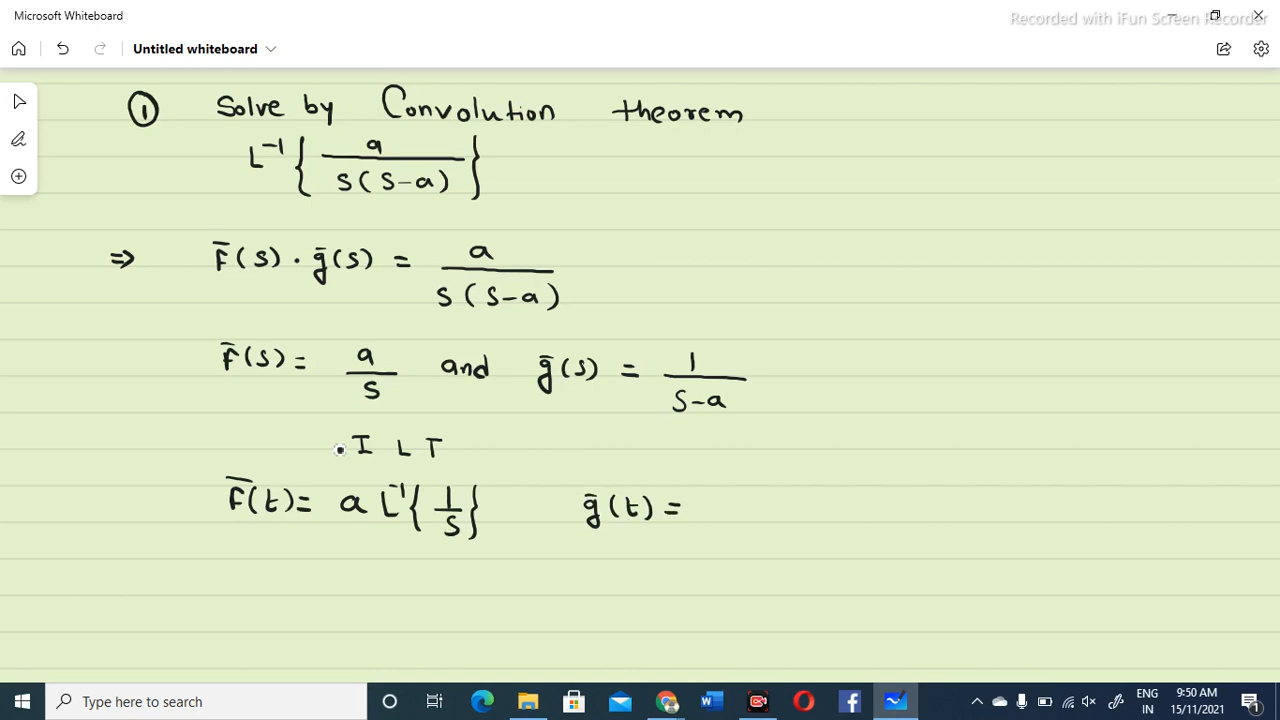 Microsoft Whiteboard
Recorded with iFun Screen Recorder
Untitled whiteboard
① Solve by Convolution theorem
L⁻¹ { a / s(s-a) }
⇒ F̄(s) · ḡ(s) = a / s(s-a)
F̄(s) = a/s and ḡ(s) = 1/(s-a)
I L T
F̄(t) = a L⁻¹{ 1/s } ḡ(t) =
Type here to search
ENG 9:50 AM
IN 15/11/2021
1